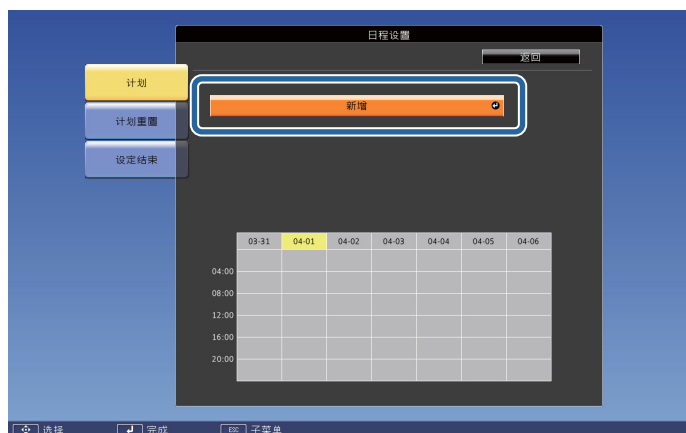 日程设置
返回
计划
新增
计划重置
设定结束
03-31 04-01 04-02 04-03 04-04 04-05 04-06
04:00
08:00
12:00
16:00
20:00
选择 完成 ESC 子菜单